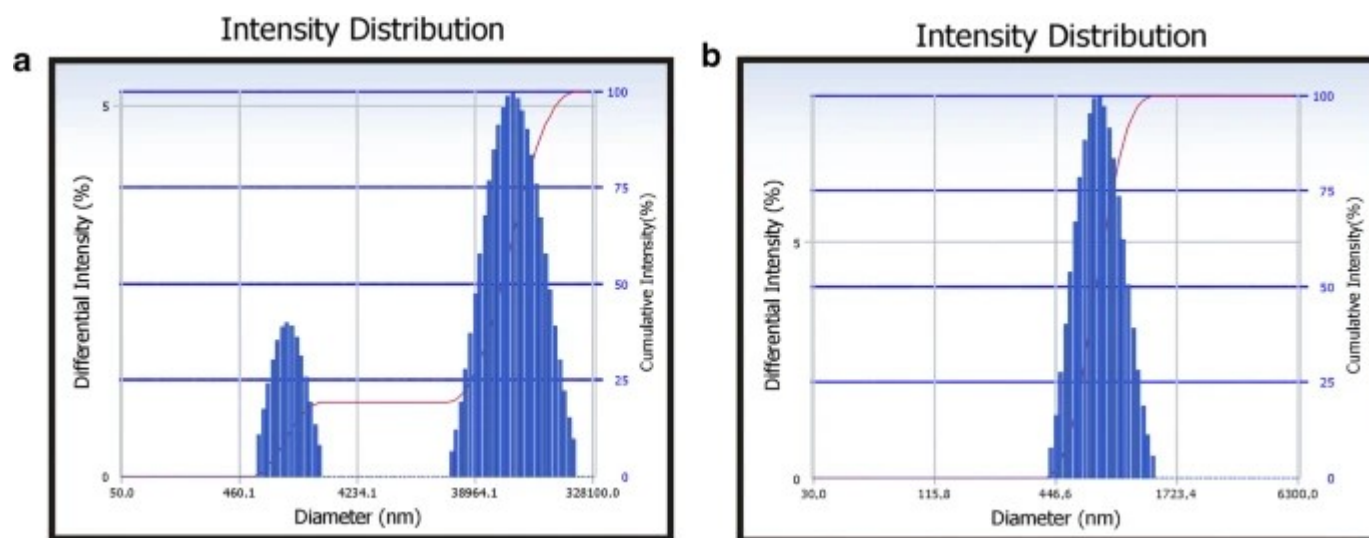 a
Intensity Distribution
Differential Intensity (%)
5
0
100
75
50
25
0
Cumulative Intensity(%)
50.0 460.1 4234.1 38964.1 328100.0
Diameter (nm)
b
Intensity Distribution
Differential Intensity (%)
5
0
100
75
50
25
0
Cumulative Intensity(%)
30,0 115,8 446,6 1723,4 6300,0
Diameter (nm)